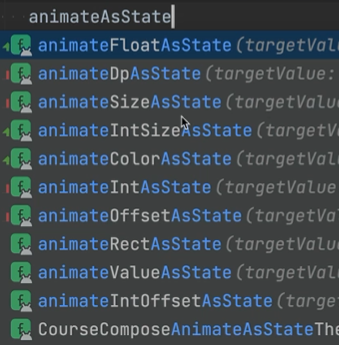 animateAsState
animateFloatAsState(targetVal
animateDpAsState(targetValue:
animateSizeAsState(targetValu
animateIntSizeAsState(targetV
animateColorAsState(targetVal
animateIntAsState(targetValue
animateOffsetAsState(targetVa
animateRectAsState(targetValu
animateValueAsState(targetVal
animateIntOffsetAsState(targe
CourseComposeAnimateAsStateThe